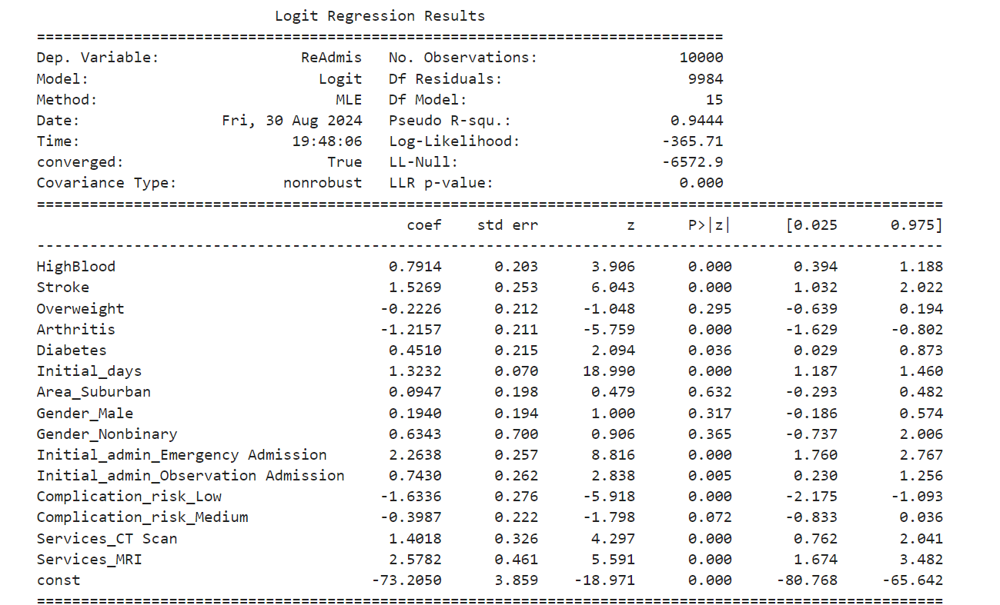 Logit Regression Results
==============================================================================
Dep. Variable: ReAdmis No. Observations: 10000
Model: Logit Df Residuals: 9984
Method: MLE Df Model: 15
Date: Fri, 30 Aug 2024 Pseudo R-squ.: 0.9444
Time: 19:48:06 Log-Likelihood: -365.71
converged: True LL-Null: -6572.9
Covariance Type: nonrobust LLR p-value: 0.000
=======================================================================================================
coef std err z P>|z| [0.025 0.975]
-------------------------------------------------------------------------------------------------------
HighBlood 0.7914 0.203 3.906 0.000 0.394 1.188
Stroke 1.5269 0.253 6.043 0.000 1.032 2.022
Overweight -0.2226 0.212 -1.048 0.295 -0.639 0.194
Arthritis -1.2157 0.211 -5.759 0.000 -1.629 -0.802
Diabetes 0.4510 0.215 2.094 0.036 0.029 0.873
Initial_days 1.3232 0.070 18.990 0.000 1.187 1.460
Area_Suburban 0.0947 0.198 0.479 0.632 -0.293 0.482
Gender_Male 0.1940 0.194 1.000 0.317 -0.186 0.574
Gender_Nonbinary 0.6343 0.700 0.906 0.365 -0.737 2.006
Initial_admin_Emergency Admission 2.2638 0.257 8.816 0.000 1.760 2.767
Initial_admin_Observation Admission 0.7430 0.262 2.838 0.005 0.230 1.256
Complication_risk_Low -1.6336 0.276 -5.918 0.000 -2.175 -1.093
Complication_risk_Medium -0.3987 0.222 -1.798 0.072 -0.833 0.036
Services_CT Scan 1.4018 0.326 4.297 0.000 0.762 2.041
Services_MRI 2.5782 0.461 5.591 0.000 1.674 3.482
const -73.2050 3.859 -18.971 0.000 -80.768 -65.642
=======================================================================================================